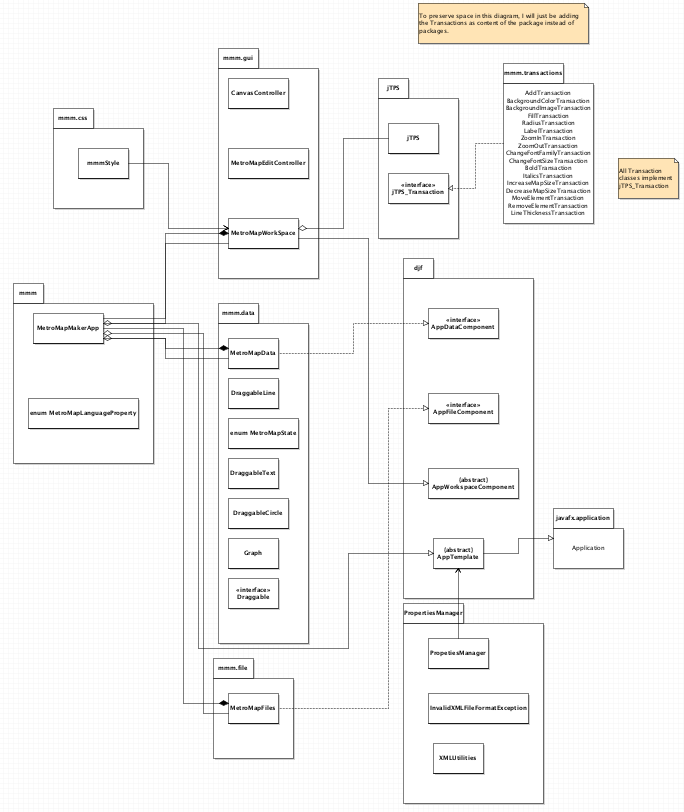 To preserve space in this diagram, I will just be adding
the Transactions as content of the package instead of
packages.
mmm.gui
CanvasController
MetroMapEditController
MetroMapWorkSpace
mmm.css
mmmStyle
jTPS
jTPS
«interface»
jTPS_Transaction
mmm.transactions
AddTransaction
BackgroundColorTransaction
BackgroundImageTransaction
FillTransaction
RadiusTransaction
LabelTransaction
ZoomInTransaction
ZoomOutTransaction
ChangeFontFamilyTransaction
ChangeFontSizeTransaction
BoldTransaction
ItalicsTransaction
IncreaseMapSizeTransaction
DecreaseMapSizeTransaction
MoveElementTransaction
RemoveElementTransaction
LineThicknessTransaction
All Transaction
classes implement
jTPS_Transaction
mmm
MetroMapMakerApp
enum MetroMapLanguageProperty
mmm.data
MetroMapData
DraggableLine
enum MetroMapState
DraggableText
DraggableCircle
Graph
«interface»
Draggable
djf
«interface»
AppDataComponent
«interface»
AppFileComponent
{abstract}
AppWorkspaceComponent
{abstract}
AppTemplate
javafx.application
Application
mmm.file
MetroMapFiles
PropertiesManager
PropetiesManager
InvalidXMLFileFormatException
XMLUtilities